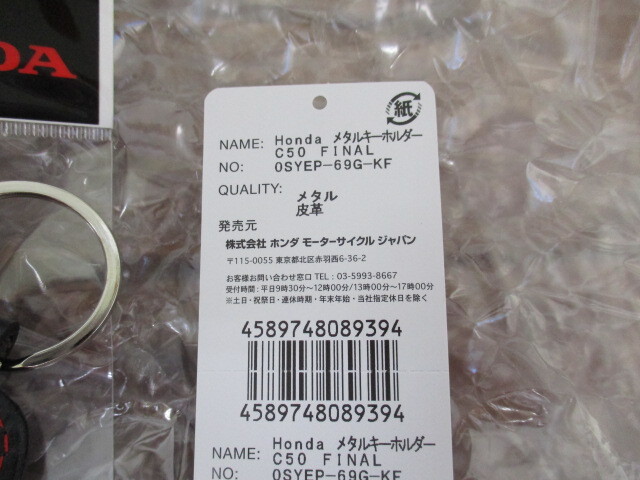 DA
紙
NAME: Honda メタルキーホルダー
C50 FINAL
NO: 0SYEP-69G-KF
QUALITY: メタル
皮革
発売元
株式会社 ホンダ モーターサイクル ジャパン
〒115-0055 東京都北区赤羽西6-36-2
お客様お問い合わせ窓口 TEL : 03-5993-8667
受付時間 : 平日9時30分～12時00分/13時00分～17時00分
※土日・祝祭日・連休時期・年末年始・当社指定休日を除く
4589748089394
4589748089394
NAME: Honda メタルキーホルダー
C50 FINAL
NO: 0SYEP-69G-KF